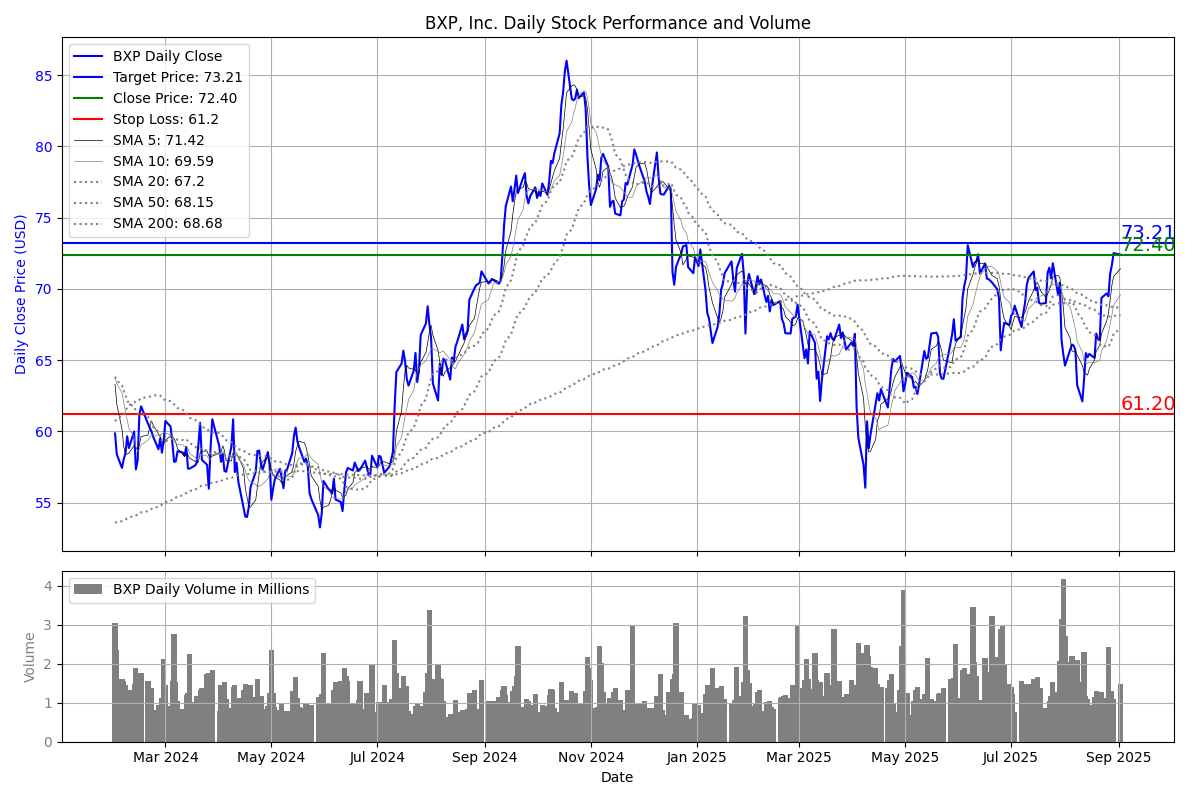 BXP, Inc. Daily Stock Performance and Volume
Daily Close Price (USD)
85
80
75
70
65
60
55
BXP Daily Close
Target Price: 73.21
Close Price: 72.40
Stop Loss: 61.2
SMA 5: 71.42
SMA 10: 69.59
SMA 20: 67.2
SMA 50: 68.15
SMA 200: 68.68
73.21
72.40
61.20
Volume
4
3
2
1
0
BXP Daily Volume in Millions
Mar 2024
May 2024
Jul 2024
Sep 2024
Nov 2024
Jan 2025
Mar 2025
May 2025
Jul 2025
Sep 2025
Date